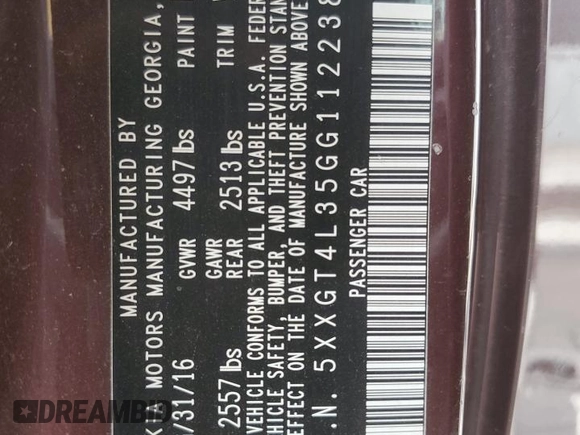 MANUFACTURED BY
KIA MOTORS MANUFACTURING GEORGIA,
/31/16 GVWR 4497 lbs PAINT
2557 lbs GAWR REAR 2513 lbs TRIM
VEHICLE CONFORMS TO ALL APPLICABLE U.S.A. FEDER
VEHICLE SAFETY, BUMPER, AND THEFT PREVENTION STAN
EFFECT ON THE DATE OF MANUFACTURE SHOWN ABOVE
.N. 5XXGT4L35GG112238
PASSENGER CAR
DREAMBID